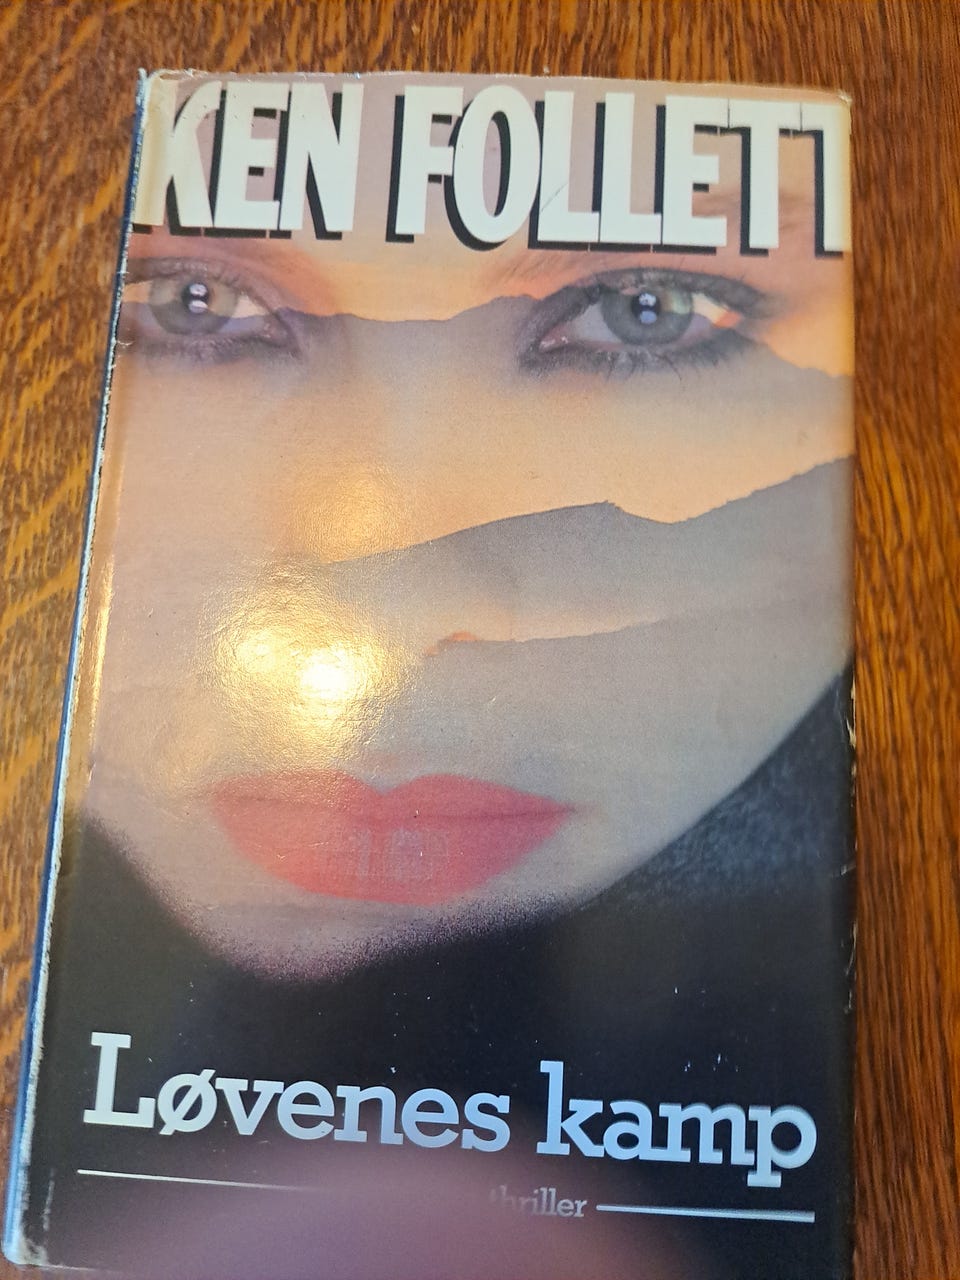 KEN FOLLETT
Løvenes kamp
thriller